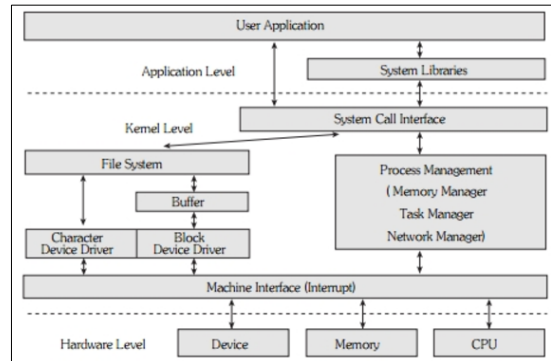 User Application
Application Level
System Libraries
System Call Interface
Kernel Level
File System
Buffer
Character
Device Driver
Block
Device Driver
Process Management
( Memory Manager
Task Manager
Network Manager)
Machine Interface (Interrupt)
Hardware Level
Device
Memory
CPU